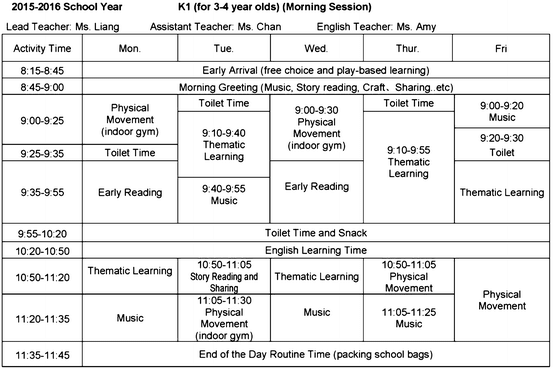 2015-2016 School Year K1 (for 3-4 year olds) (Morning Session)
Lead Teacher: Ms. Liang Assistant Teacher: Ms. Chan English Teacher: Ms. Amy
Activity Time Mon. Tue. Wed. Thur. Fri
8:15-8:45 Early Arrival (free choice and play-based learning)
8:45-9:00 Morning Greeting (Music, Story reading, Craft、Sharing..etc)
9:00-9:25
Physical
Movement
(indoor gym)
Toilet Time
9:10-9:40
Thematic
Learning
9:00-9:30
Physical
Movement
(indoor gym)
Toilet Time
9:10-9:55
Thematic
Learning
9:00-9:20
Music
9:20-9:30
Toilet
9:25-9:35 Toilet Time
9:35-9:55 Early Reading
9:40-9:55
Music
Early Reading
Thematic Learning
9:55-10:20 Toilet Time and Snack
10:20-10:50 English Learning Time
10:50-11:20 Thematic Learning
10:50-11:05
Story Reading and
Sharing
Thematic Learning
10:50-11:05
Physical
Movement
Physical
Movement
11:20-11:35 Music
11:05-11:30
Physical
Movement
(indoor gym)
Music
11:05-11:25
Music
11:35-11:45 End of the Day Routine Time (packing school bags)